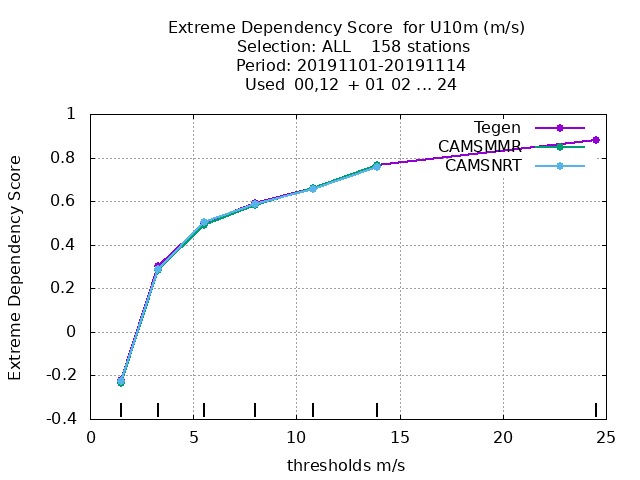 Extreme Dependency Score  for U10m (m/s)
Selection: ALL    158 stations
Period: 20191101-20191114
Used  00,12  + 01 02 ... 24
Extreme Dependency Score
1
0.8
0.6
0.4
0.2
0
-0.2
-0.4
Tegen
CAMSMMR
CAMSNRT
0 5 10 15 20 25
thresholds m/s